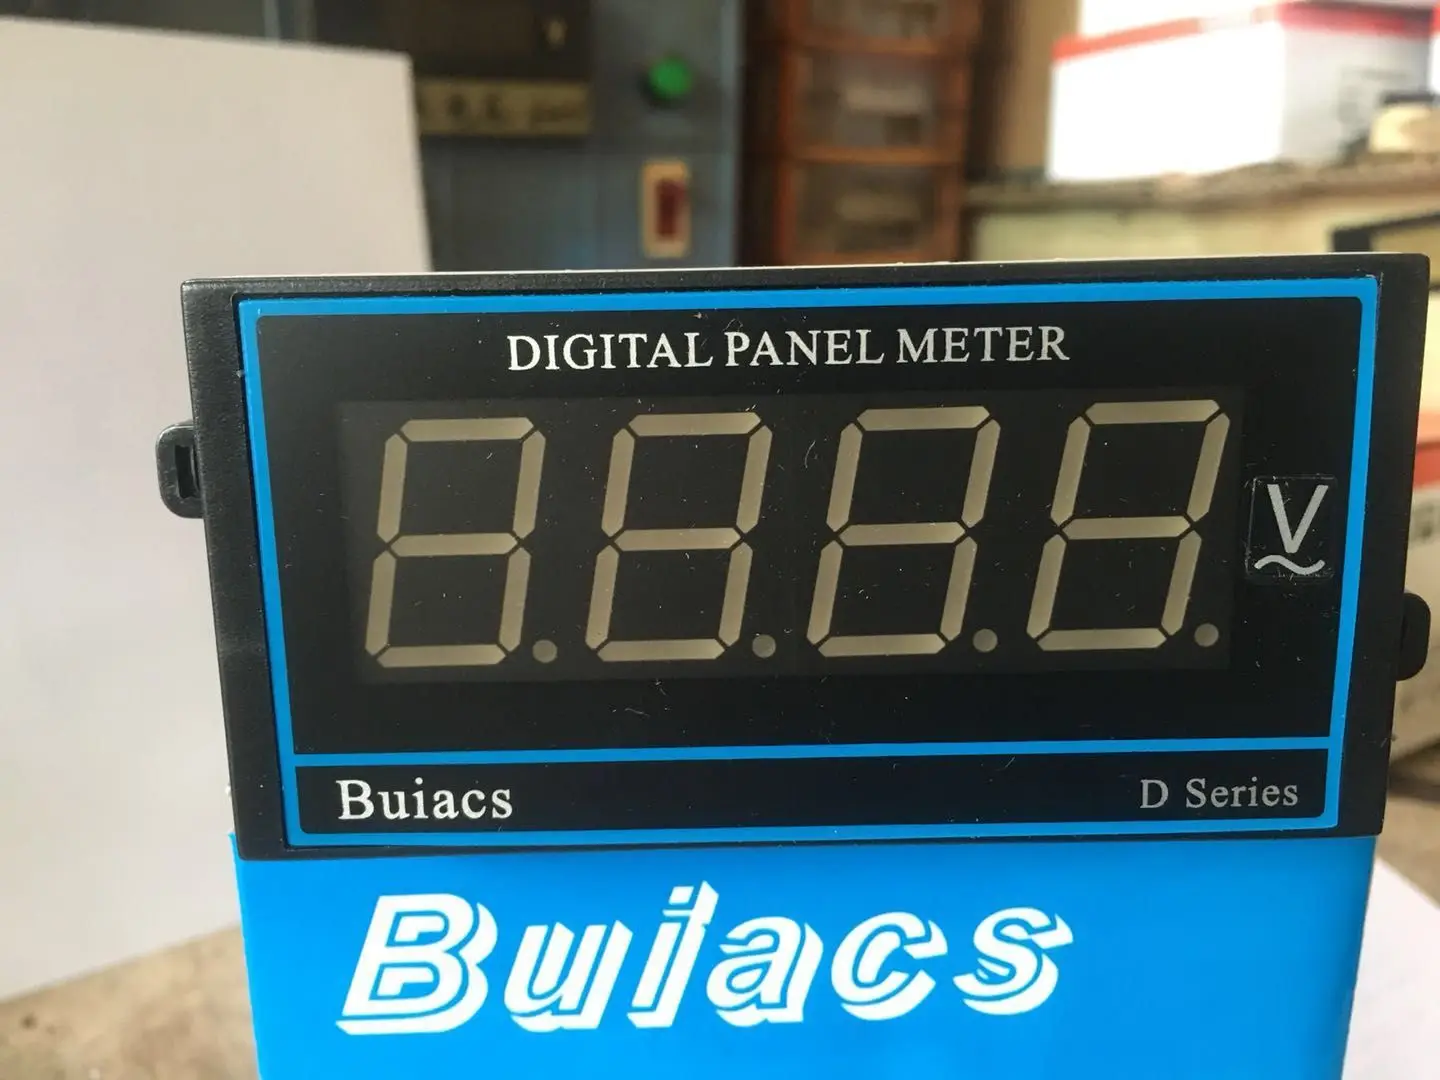 DIGITAL PANEL METER
V
~
Buiacs
D Series
Buiacs